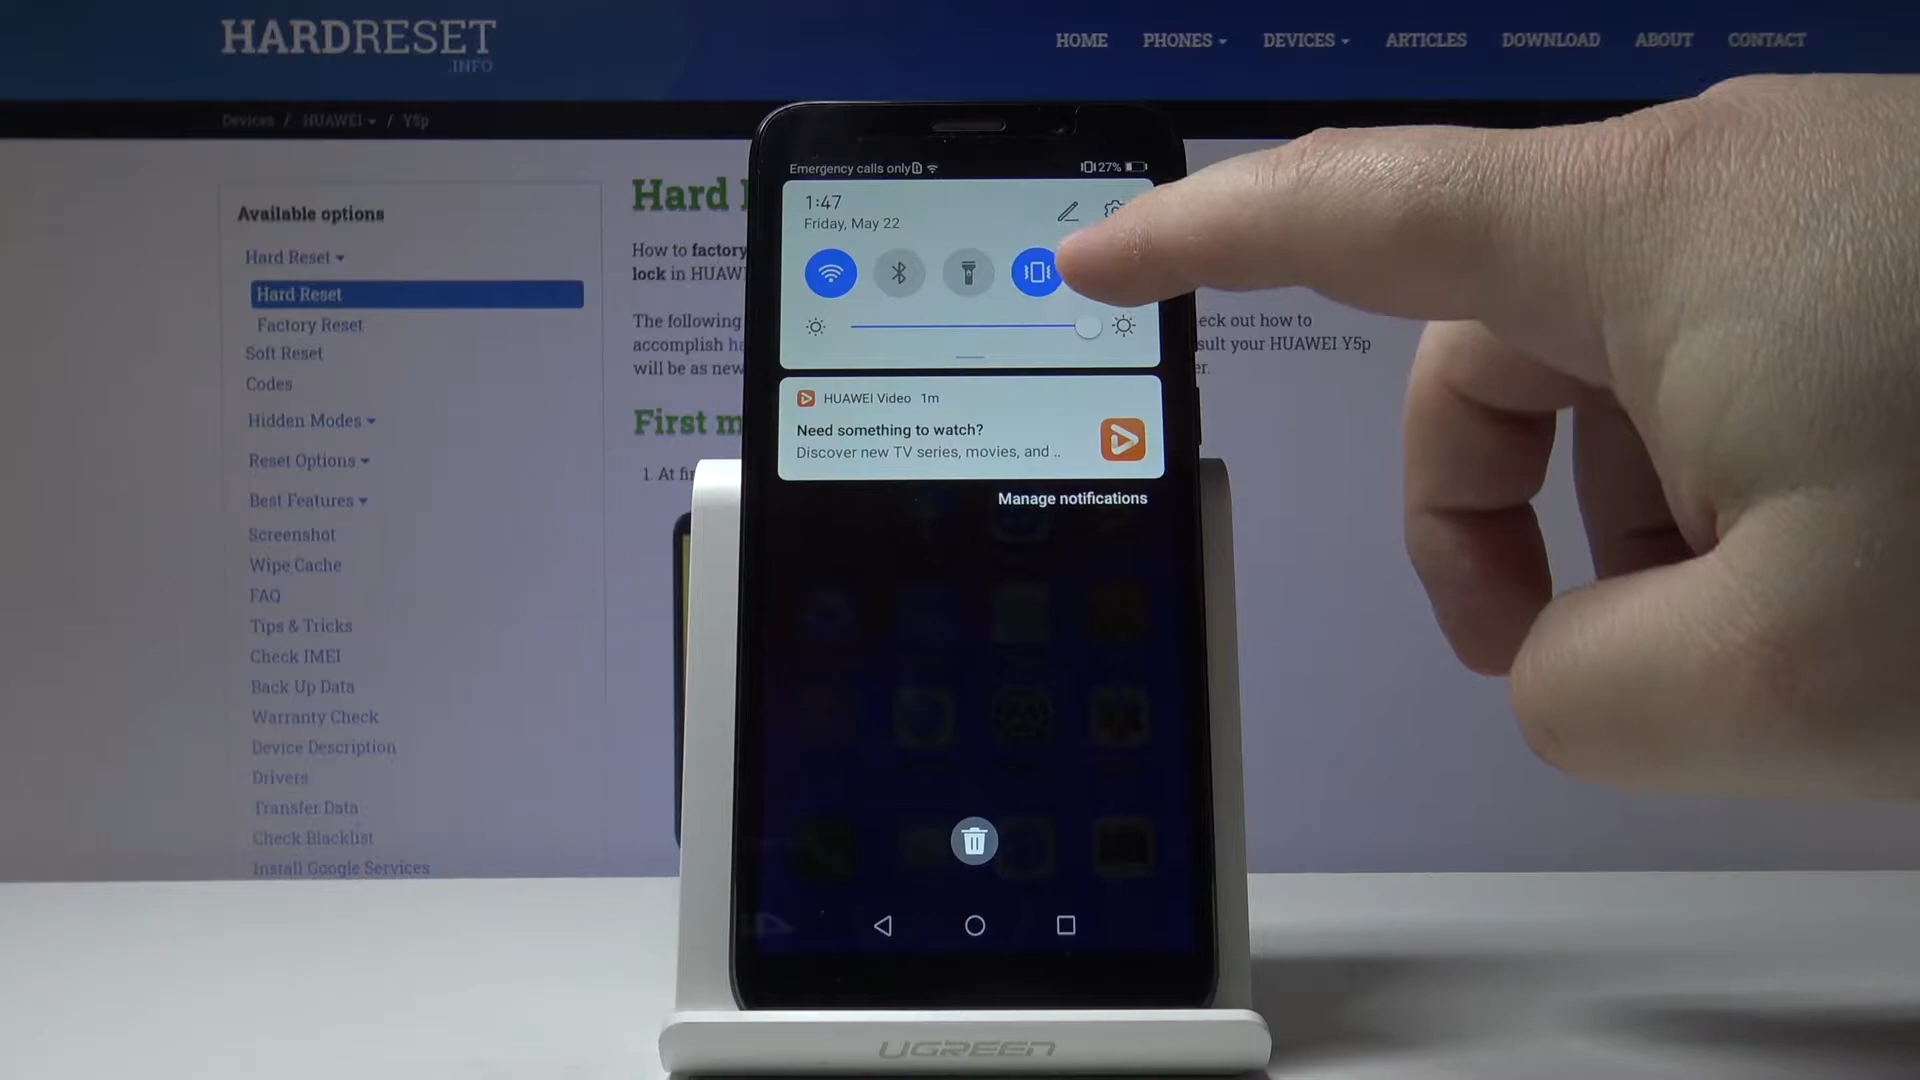 HARDRESET
.INFO
HOME PHONES DEVICES ARTICLES DOWNLOAD ABOUT CONTACT
Devices / HUAWEI / Y5p
Available options
Hard Reset
Hard Reset
Factory Reset
Soft Reset
Codes
Hidden Modes
Reset Options
Best Features
Screenshot
Wipe Cache
FAQ
Tips & Tricks
Check IMEI
Back Up Data
Warranty Check
Device Description
Drivers
Transfer Data
Check Blacklist
Install Google Services
Hard
How to factory
lock in HUAW
The following
accomplish ha
will be as new
eck out how to
sult your HUAWEI Y5p
er.
First m
1. At fir
Emergency calls only
27%
1:47
Friday, May 22
HUAWEI Video 1m
Need something to watch?
Discover new TV series, movies, and ..
Manage notifications
UGREEN